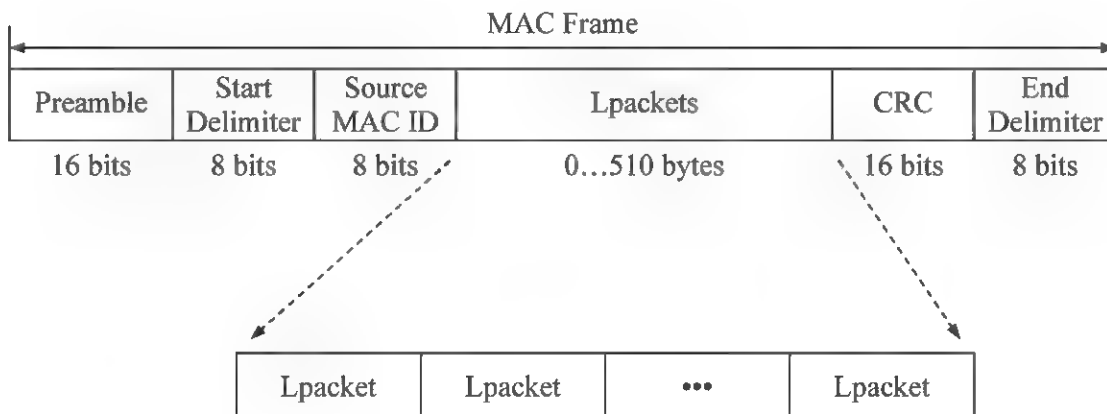 MAC Frame
Preamble
Start
Delimiter
Source
MAC ID
Lpackets
CRC
End
Delimiter
16 bits
8 bits
8 bits
0...510 bytes
16 bits
8 bits
Lpacket
Lpacket
•••
Lpacket